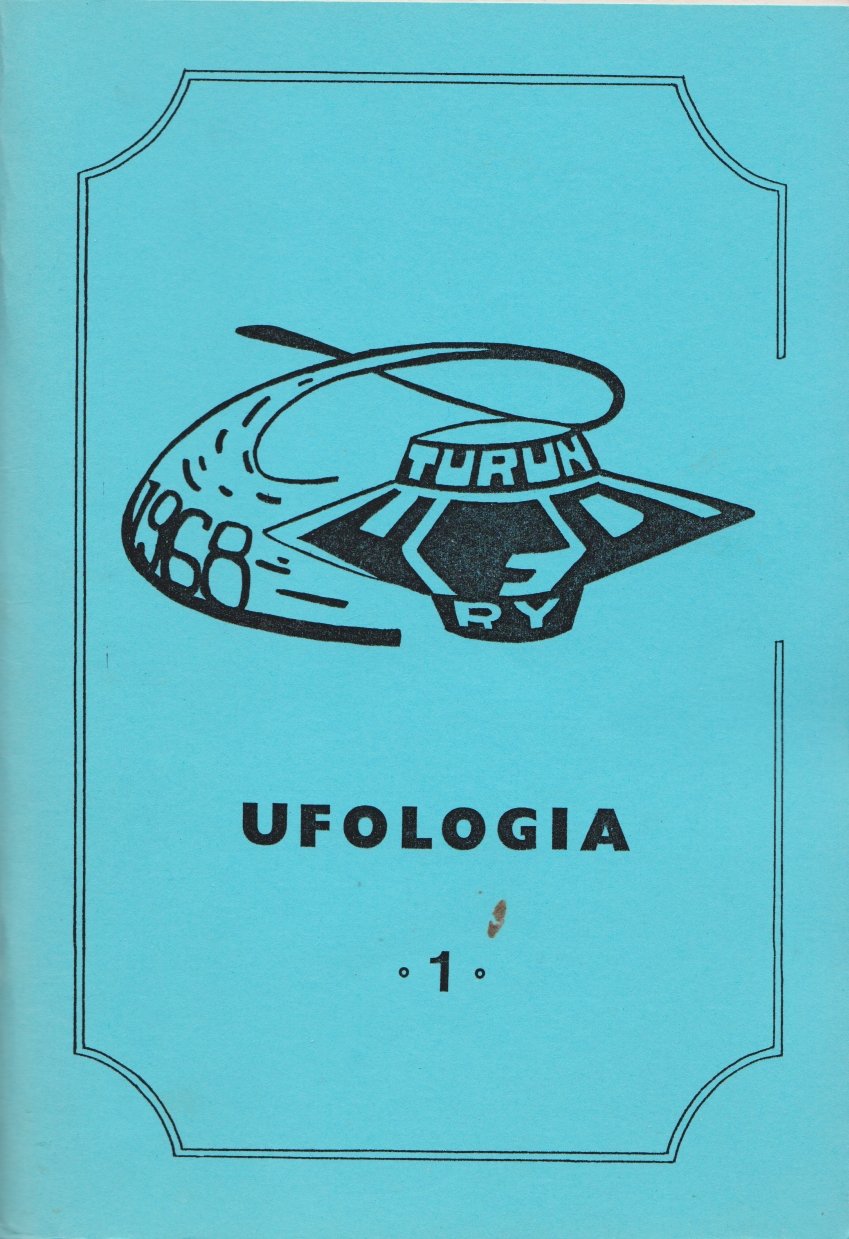 TURUN
1968
RY
UFOLOGIA
∘ 1 ∘